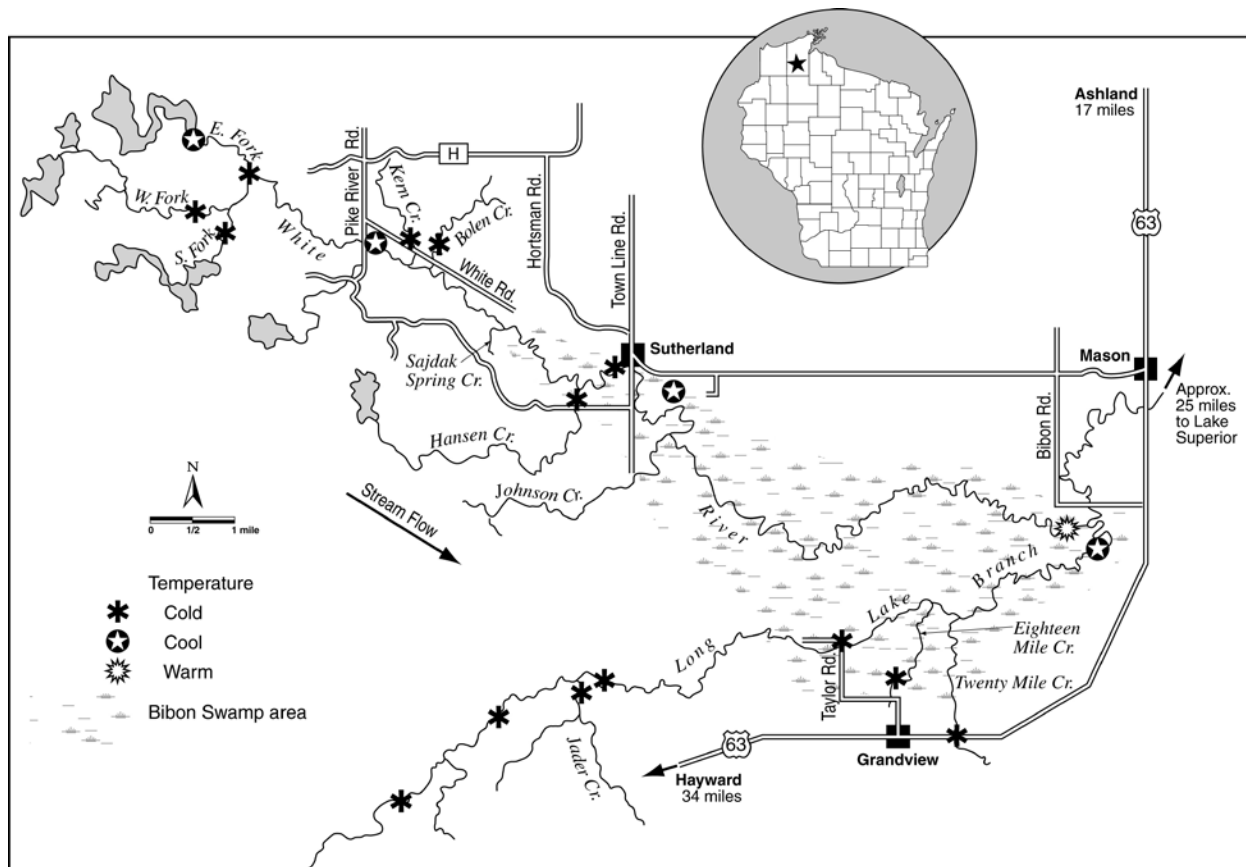 Ashland
17 miles
E. Fork
W. Fork
S. Fork
White
Pike River Rd.
H
Kern Cr.
Bolen Cr.
Hortsman Rd.
Town Line Rd.
63
White Rd.
Sajdak
Spring Cr.
Sutherland
Mason
Approx.
25 miles
to Lake
Superior
Bibon Rd.
Hansen Cr.
Johnson Cr.
N
0 1/2 1 mile
Stream Flow
River
Branch
Lake
Long
Eighteen
Mile Cr.
Twenty Mile Cr.
Taylor Rd.
Jader Cr.
Temperature
Cold
Cool
Warm
Bibon Swamp area
63
Grandview
Hayward
34 miles